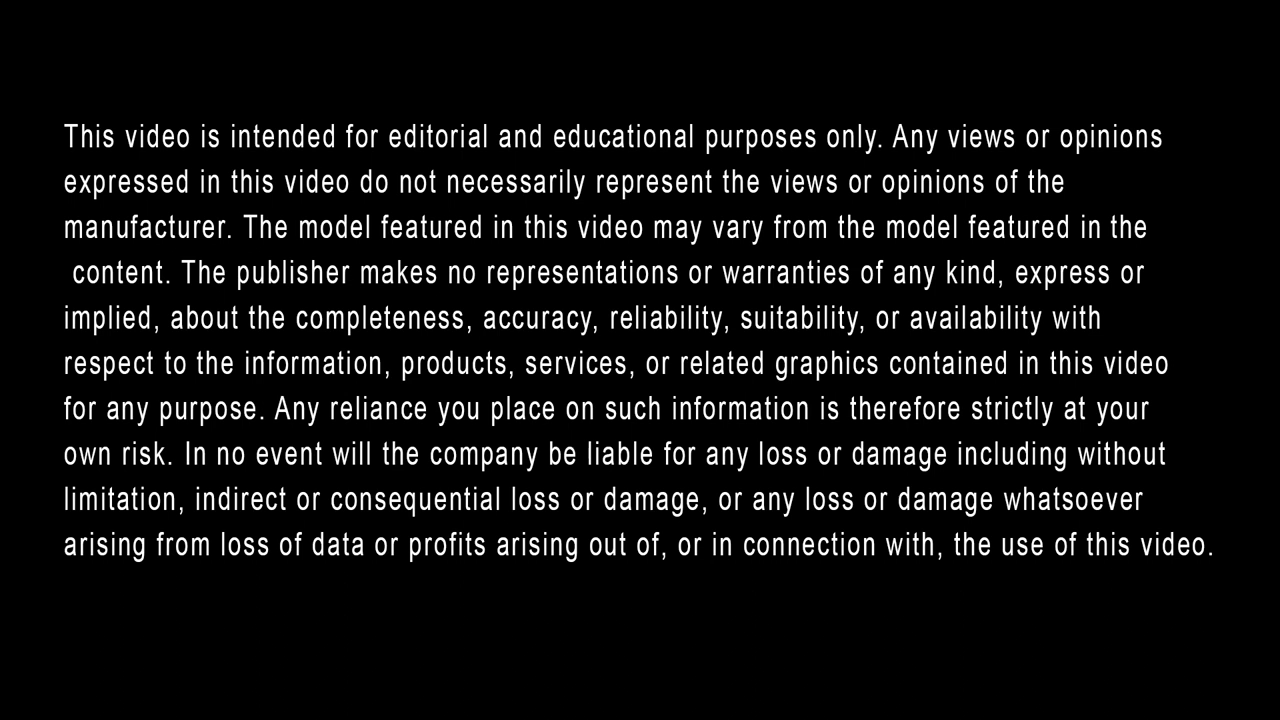 This video is intended for editorial and educational purposes only. Any views or opinions
expressed in this video do not necessarily represent the views or opinions of the
manufacturer. The model featured in this video may vary from the model featured in the
content. The publisher makes no representations or warranties of any kind, express or
implied, about the completeness, accuracy, reliability, suitability, or availability with
respect to the information, products, services, or related graphics contained in this video
for any purpose. Any reliance you place on such information is therefore strictly at your
own risk. In no event will the company be liable for any loss or damage including without
limitation, indirect or consequential loss or damage, or any loss or damage whatsoever
arising from loss of data or profits arising out of, or in connection with, the use of this video.